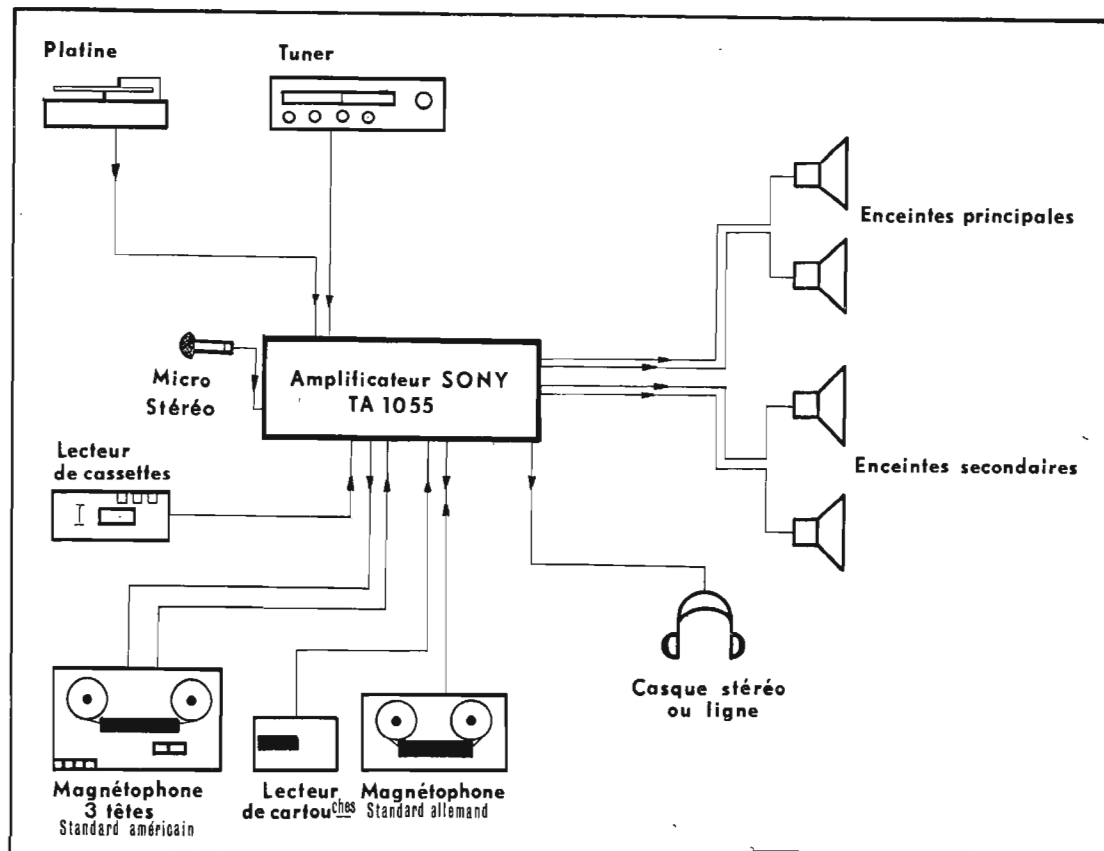 Platine
Tuner
Enceintes principales
Micro
Stéréo
Amplificateur SONY
TA 1055
Lecteur
de cassettes
Enceintes secondaires
Casque stéréo
ou ligne
Magnétophone
3 têtes
Standard américain
Lecteur
de cartouches
Magnétophone
Standard allemand